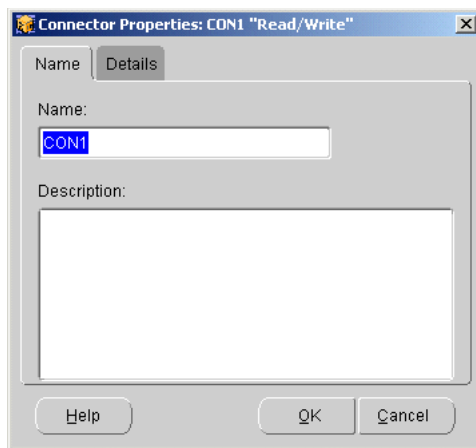 Connector Properties: CON1 "Read/Write"
Name Details
Name:
CON1
Description:
Help OK Cancel